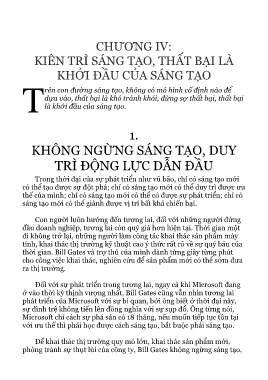 CHƯƠNG IV:
KIÊN TRÌ SÁNG TẠO, THẤT BẠI LÀ
KHỞI ĐẦU CỦA SÁNG TẠO
Trên con đường sáng tạo, không có mô hình cố định nào để
dựa vào, thất bại là khó tránh khỏi, đừng sợ thất bại, thất bại
là khởi đầu của sáng tạo.
1.
KHÔNG NGỪNG SÁNG TẠO, DUY
TRÌ ĐỘNG LỰC DẪN ĐẦU
Trong thời đại của sự phát triển như vũ bão, chỉ có sáng tạo mới
có thể tạo được sự đột phá; chỉ có sáng tạo mới có thể duy trì được ưu
thế của mình; chỉ có sáng tạo mới có thể được sự phát triển; chỉ có
sáng tạo mới có thể giành được vị trí bất khả chiến bại.
Con người luôn hướng đến tương lai, đối với những người đứng
đầu doanh nghiệp, tương lai còn quý giá hơn hiện tại. Thời gian một
đi không trở lại, những người làm công tác khai thác sản phẩm máy
tính, khai thác thị trường kỹ thuật cao ý thức rất rõ về sự quý báu của
thời gian. Bill Gates và trợ thủ của mình dành từng giây từng phút
cho công việc khai thác, nghiên cứu để sản phẩm mới có thể sớm đưa
ra thị trường.
Đối với sự phát triển trong tương lai, ngay cả khi Microsoft đang
ở vào thời kỳ thịnh vượng nhất, Bill Gates cũng vẫn nhìn tương lai
phát triển của Microsoft với sự bi quan, bởi ông biết ở thời đại này,
sự đình trệ không tiến lên đồng nghĩa với sự sụp đổ. Ông từng nói,
Microsoft chỉ cách sự phá sản có 18 tháng, nếu muốn tiếp tục tồn tại
với ưu thế thì phải học được cách sáng tạo, bắt buộc phải sáng tạo.
Để khai thác thị trường quy mô lớn, khai thác sản phẩm mới,
phòng tránh sự thụt lùi của công ty, Bill Gates không ngừng sáng tạo,